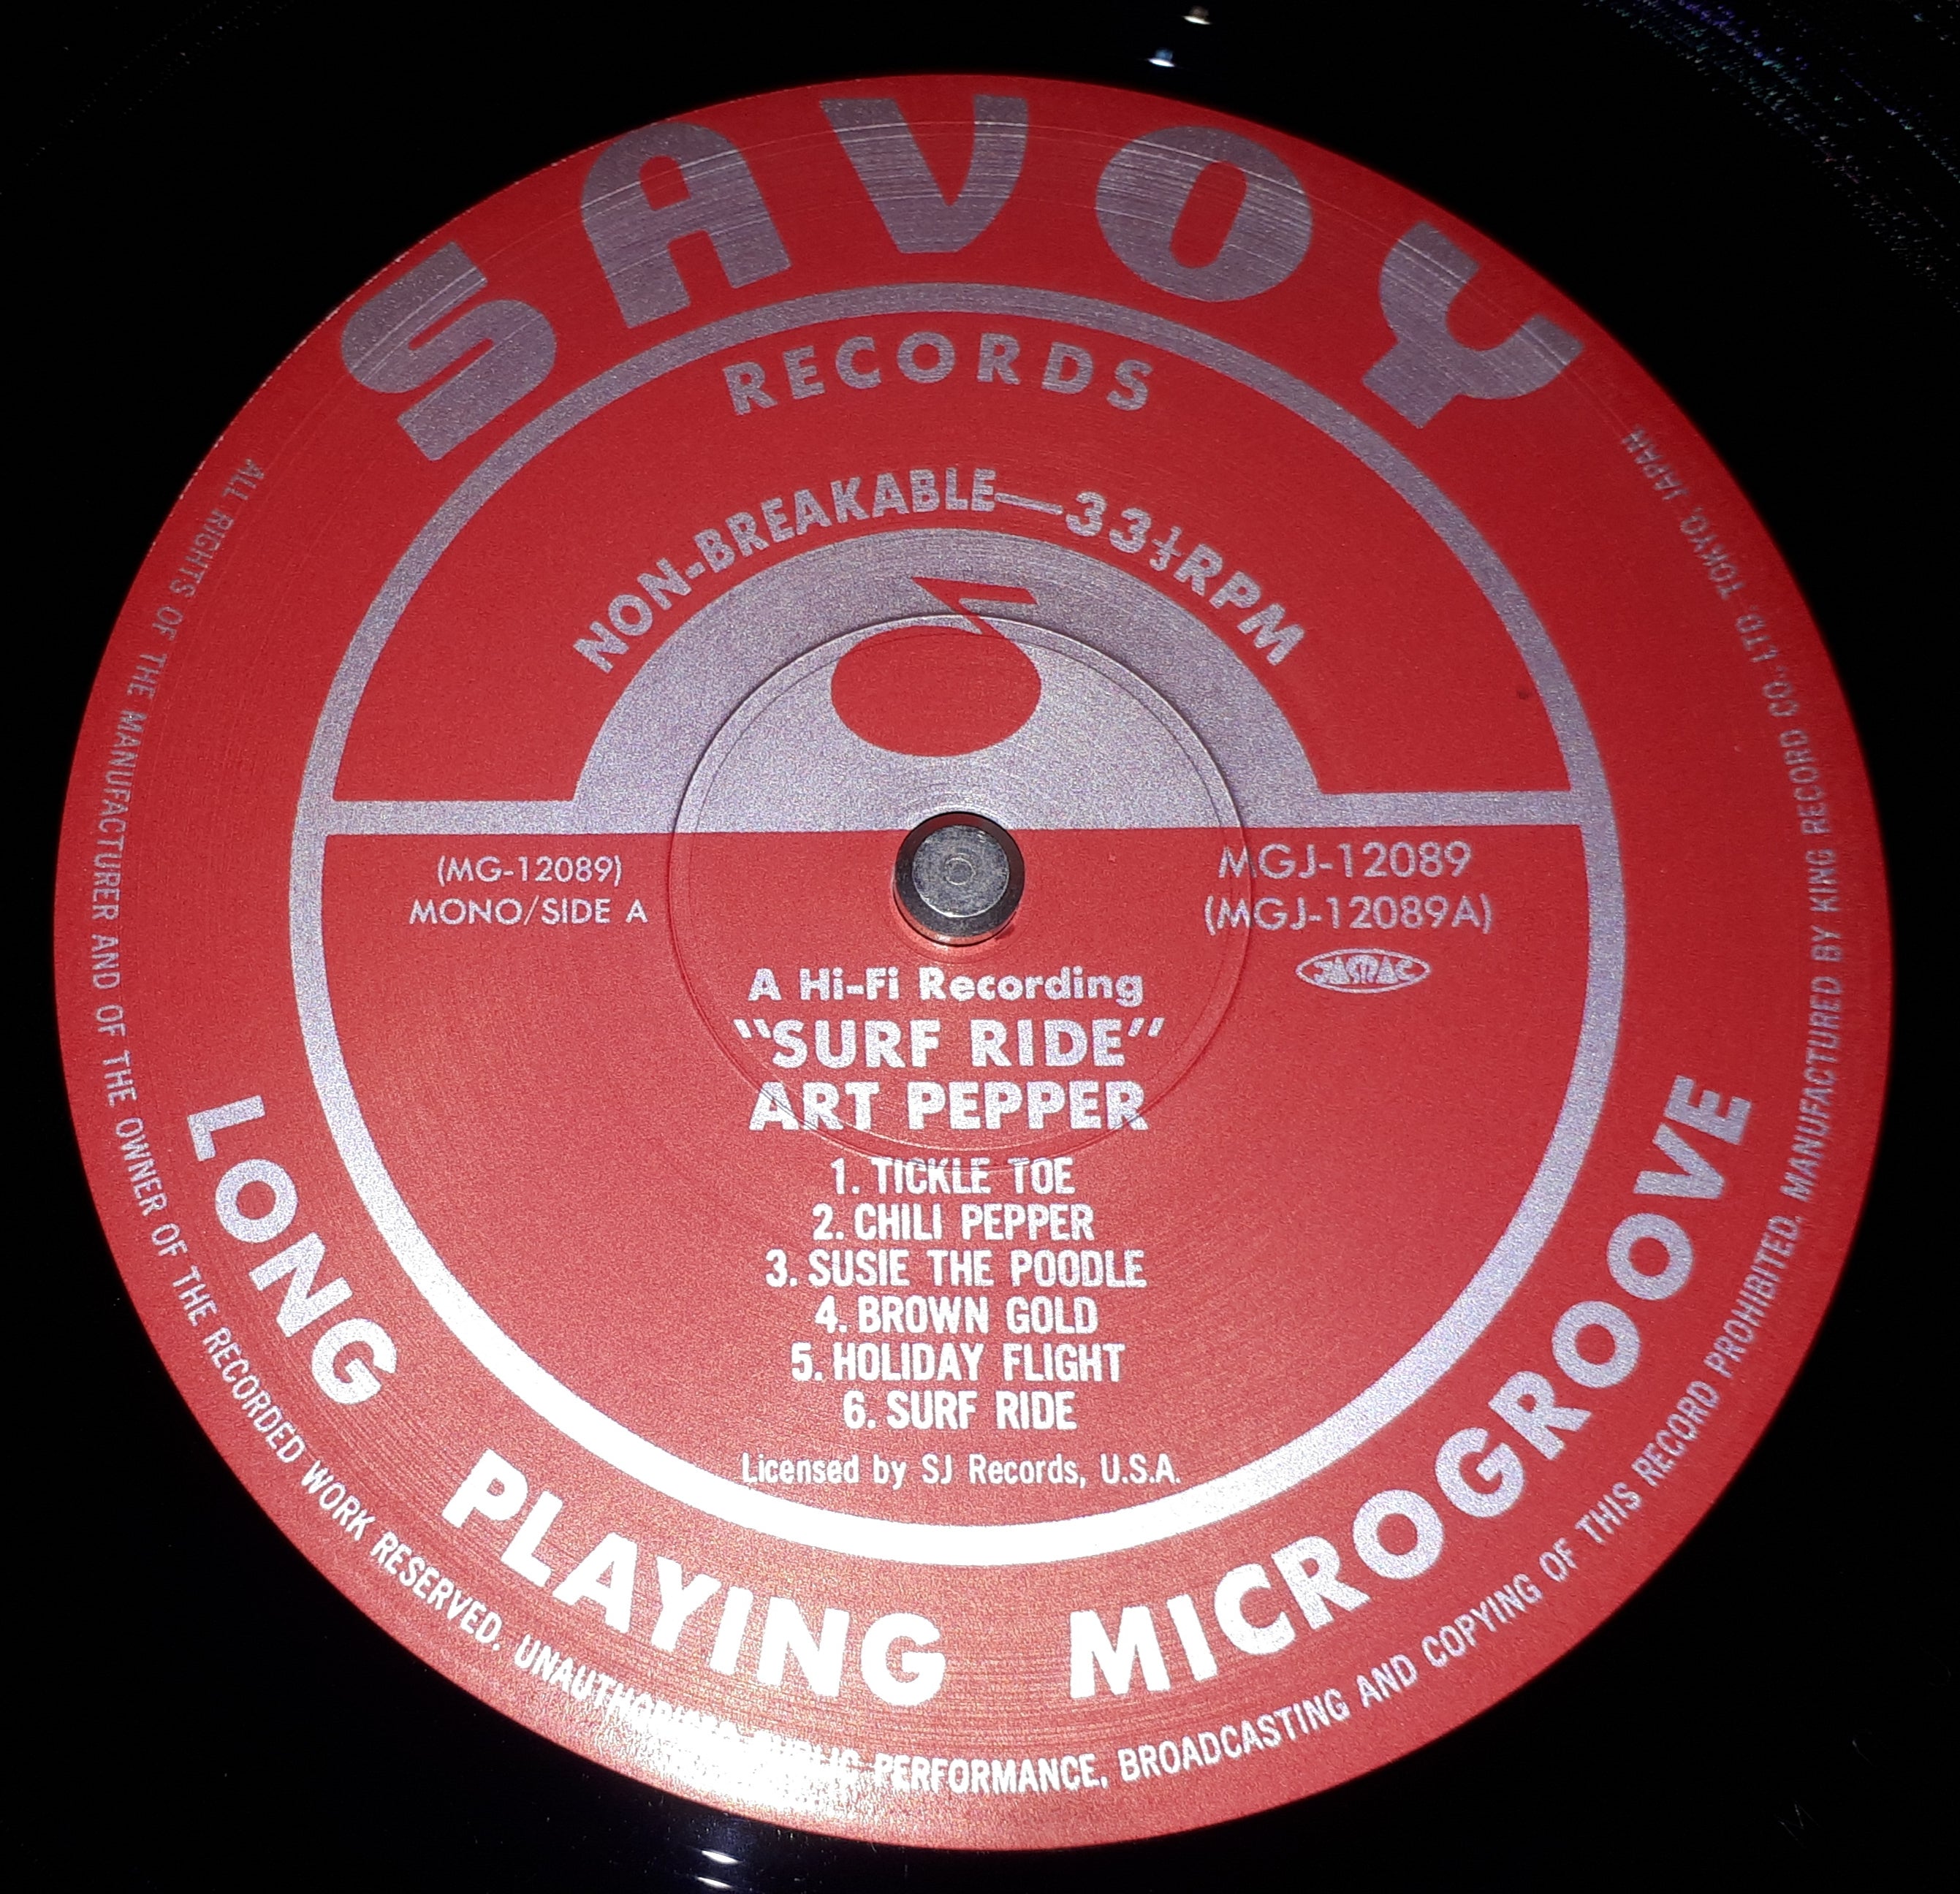 SAVOY
RECORDS
NON-BREAKABLE—33⅓RPM
(MG-12089)
MONO/SIDE A
MGJ-12089
(MGJ-12089A)
JASRAC
A Hi-Fi Recording
"SURF RIDE"
ART PEPPER
1. TICKLE TOE
2. CHILI PEPPER
3. SUSIE THE POODLE
4. BROWN GOLD
5. HOLIDAY FLIGHT
6. SURF RIDE
Licensed by SJ Records, U.S.A.
LONG PLAYING MICROGROOVE
ALL RIGHTS OF THE MANUFACTURER AND OF THE OWNER OF THE RECORDED WORK RESERVED. UNAUTHORIZED PUBLIC PERFORMANCE, BROADCASTING AND COPYING OF THIS RECORD PROHIBITED. MANUFACTURED BY KING RECORD CO., LTD. TOKYO, JAPAN